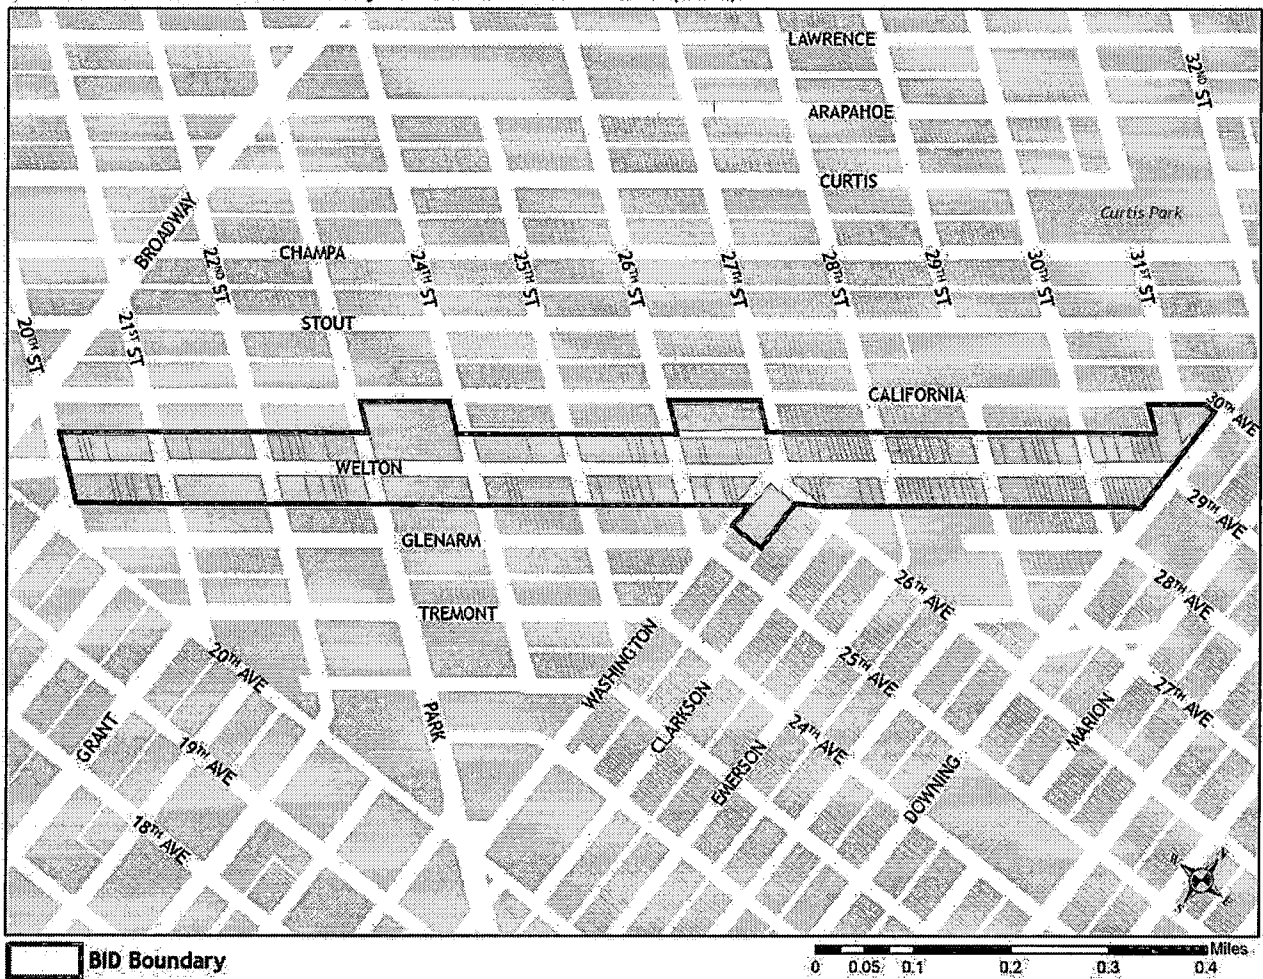 LAWRENCE
32ND ST
ARAPAHOE
CURTIS
Curtis Park
BROADWAY
22ND ST
CHAMPA
24TH ST
25TH ST
26TH ST
27TH ST
28TH ST
29TH ST
30TH ST
31ST ST
20TH ST
21ST ST
STOUT
CALIFORNIA
30TH AVE
WELTON
29TH AVE
GLENARM
26TH AVE
28TH AVE
TREMONT
20TH AVE
WASHINGTON
25TH AVE
27TH AVE
GRANT
PARK
CLARKSON
MARION
19TH AVE
EMERSON
24TH AVE
DOWNING
18TH AVE
N
W
E
S
BID Boundary
Miles
0 0.05 0.1 0.2 0.3 0.4